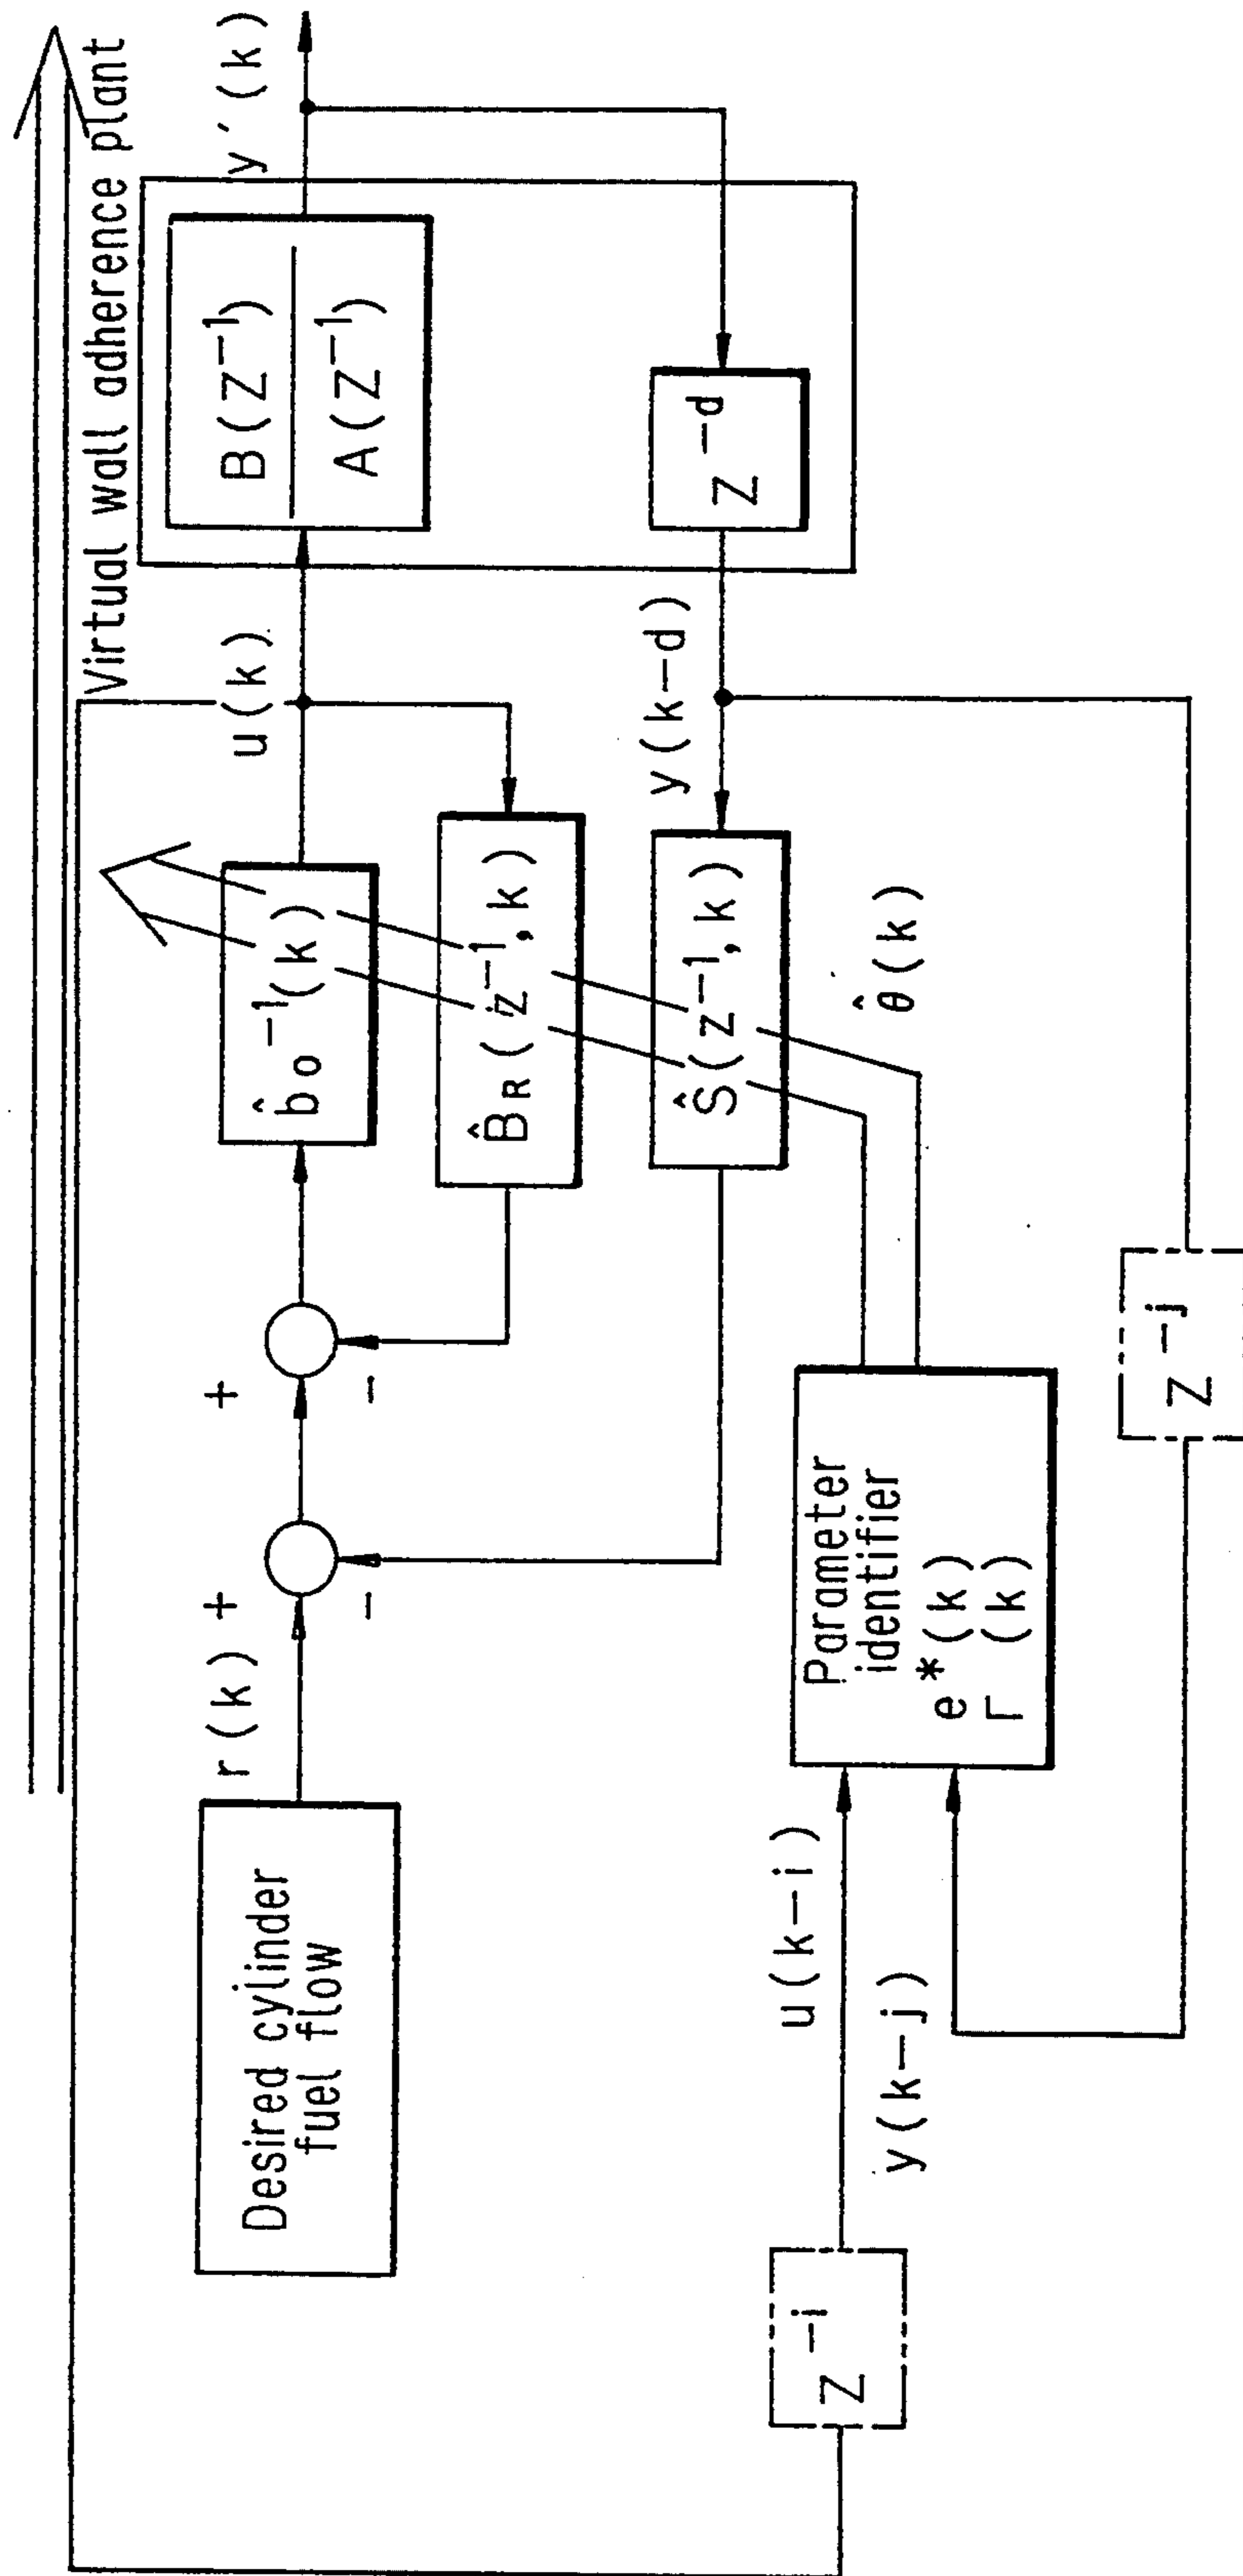 Virtual wall adherence plant
Desired cylinder
fuel flow
r(k)
+
-
+
-
b̂o⁻¹(k)
u(k)
B(Z⁻¹)
A(Z⁻¹)
y′(k)
B̂R(z⁻¹,k)
Ŝ(z⁻¹,k)
y(k-d)
Z⁻ᵈ
θ̂(k)
Z⁻ⁱ
u(k-i)
y(k-j)
Parameter
identifier
e*(k)
Γ(k)
Z⁻ʲ